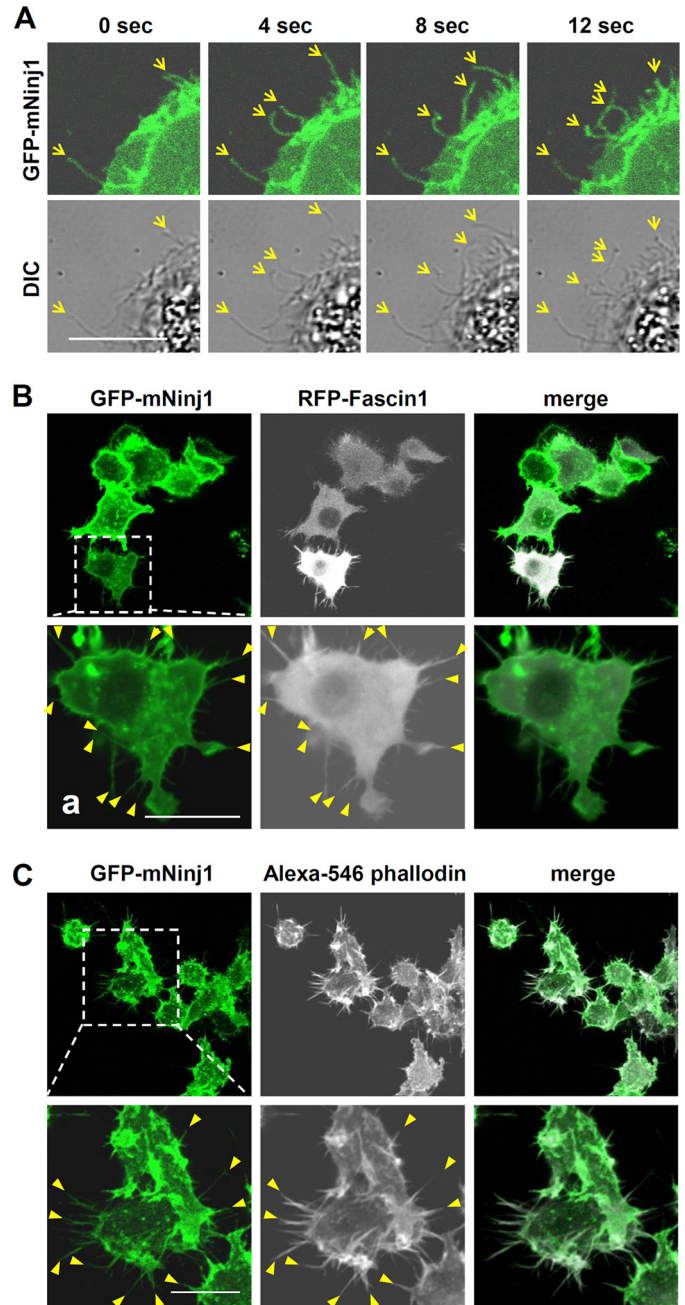 A
0 sec 4 sec 8 sec 12 sec
GFP-mNinj1
DIC
B
GFP-mNinj1 RFP-Fascin1 merge
a
C
GFP-mNinj1 Alexa-546 phallodin merge